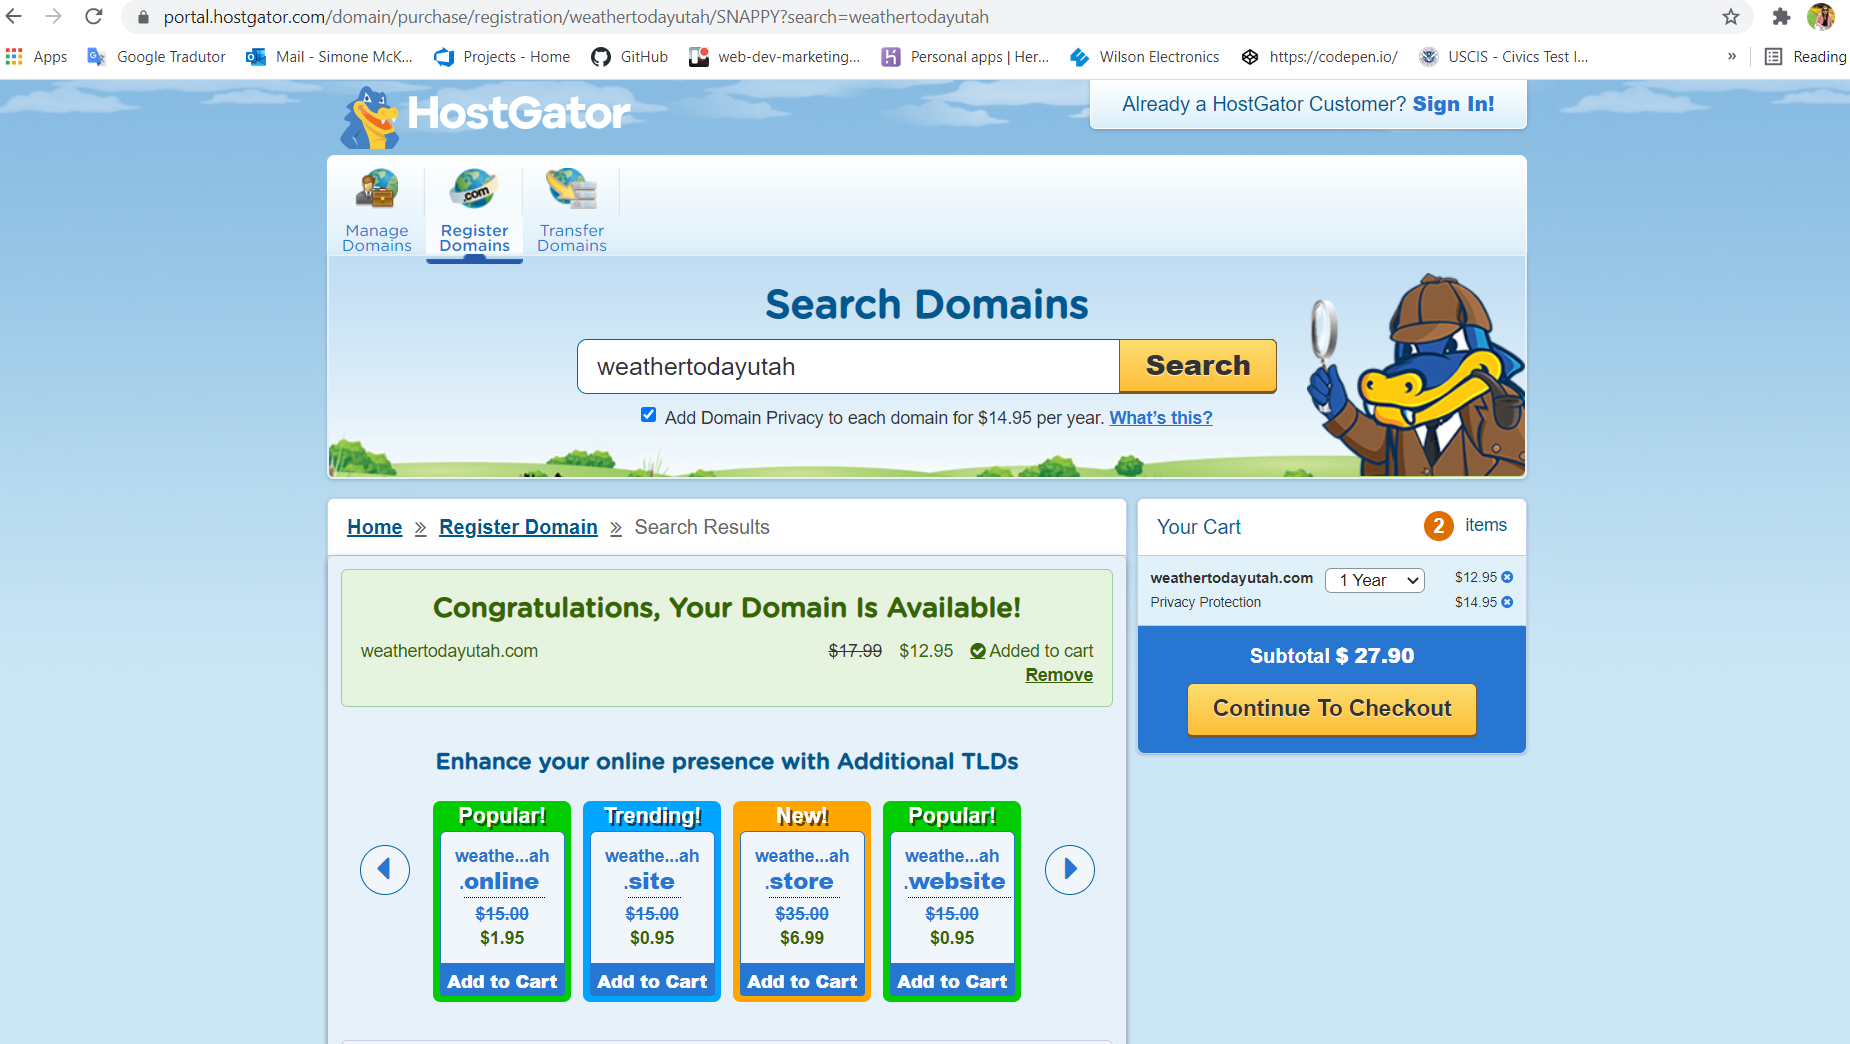 portal.hostgator.com/domain/purchase/registration/weathertodayutah/SNAPPY?search=weathertodayutah
Apps Google Tradutor Mail - Simone McK... Projects - Home GitHub web-dev-marketing... Personal apps | Her... Wilson Electronics https://codepen.io/ USCIS - Civics Test I... » Reading
HostGator
Already a HostGator Customer? Sign In!
.com
Manage Domains
Register Domains
Transfer Domains
Search Domains
weathertodayutah
Search
Add Domain Privacy to each domain for $14.95 per year. What's this?
Home » Register Domain » Search Results
Congratulations, Your Domain Is Available!
weathertodayutah.com $17.99 $12.95 Added to cart
Remove
Your Cart 2 items
weathertodayutah.com 1 Year $12.95
Privacy Protection $14.95
Subtotal $ 27.90
Continue To Checkout
Enhance your online presence with Additional TLDs
Popular!
weathe...ah
.online
$15.00
$1.95
Add to Cart
Trending!
weathe...ah
.site
$15.00
$0.95
Add to Cart
New!
weathe...ah
.store
$35.00
$6.99
Add to Cart
Popular!
weathe...ah
.website
$15.00
$0.95
Add to Cart